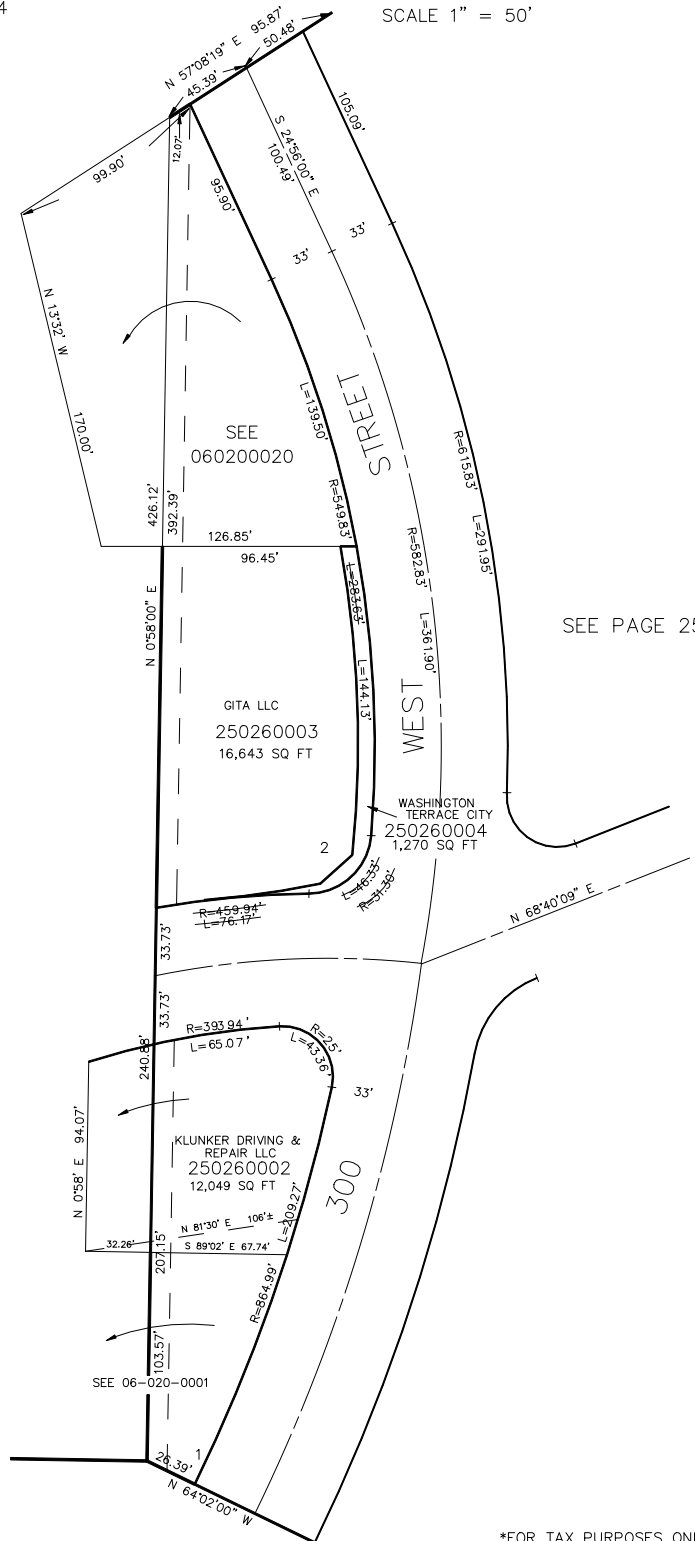 4
SCALE 1" = 50'
N 57°08'19" E 95.87'
45.39'
50.48'
12.07'
99.90'
105.09'
S 24°56'00" E
100.49'
95.90'
33'
33'
N 13°32' W
170.00'
L=139.50'
STREET
SEE
060200020
R=615.83'
L=291.95'
R=549.83'
426.12'
392.39'
126.85'
96.45'
R=582.83'
L=361.90'
L=283.63'
N 0°58'00" E
SEE PAGE 25
L=144.13'
WEST
GITA LLC
250260003
16,643 SQ FT
WASHINGTON
TERRACE CITY
250260004
1,270 SQ FT
2
L=46.33'
R=31.30'
R=459.94'
L=76.17'
N 68°40'09" E
33.73'
33.73'
R=393.94'
L=65.07'
R=25'
L=43.36'
240.88'
33'
N 0°58' E 94.07'
KLUNKER DRIVING &
REPAIR LLC
250260002
12,049 SQ FT
300
N 81°30' E 106'±
32.26'
S 89°02' E 67.74'
L=209.27'
207.15'
R=864.99'
103.57'
SEE 06-020-0001
1
26.39'
N 64°02'00" W
*FOR TAX PURPOSES ONL